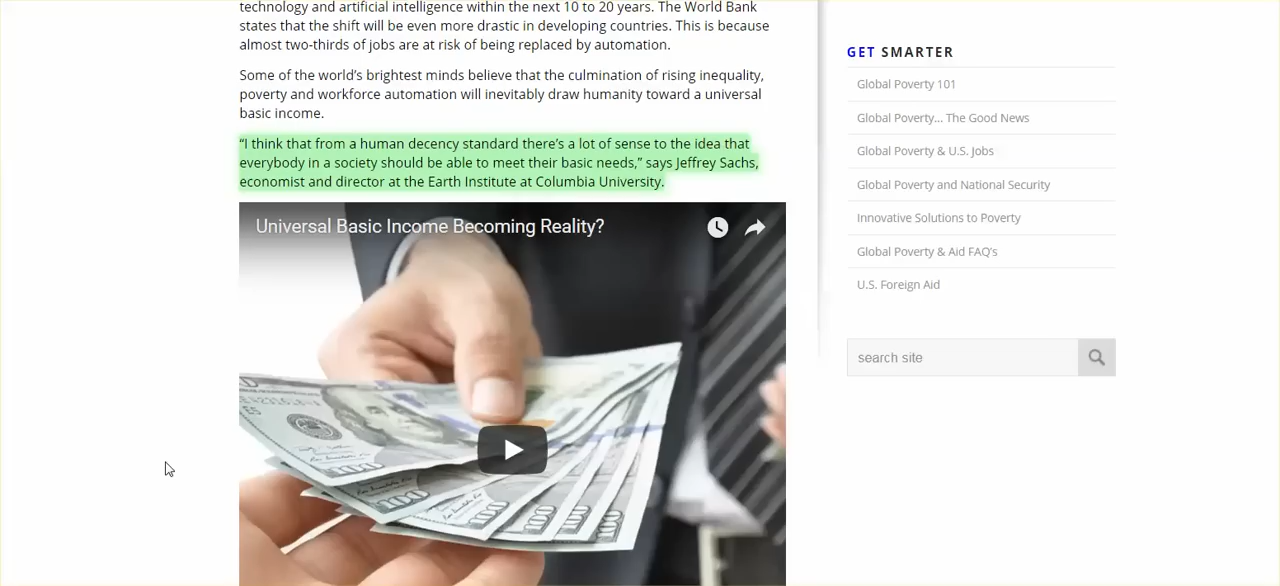 technology and artificial intelligence within the next 10 to 20 years. The World Bank
states that the shift will be even more drastic in developing countries. This is because
almost two-thirds of jobs are at risk of being replaced by automation.
Some of the world’s brightest minds believe that the culmination of rising inequality,
poverty and workforce automation will inevitably draw humanity toward a universal
basic income.
“I think that from a human decency standard there’s a lot of sense to the idea that
everybody in a society should be able to meet their basic needs,” says Jeffrey Sachs,
economist and director at the Earth Institute at Columbia University.
Universal Basic Income Becoming Reality?
100
100
100
100
100
100
GET SMARTER
Global Poverty 101
Global Poverty... The Good News
Global Poverty & U.S. Jobs
Global Poverty and National Security
Innovative Solutions to Poverty
Global Poverty & Aid FAQ’s
U.S. Foreign Aid
search site